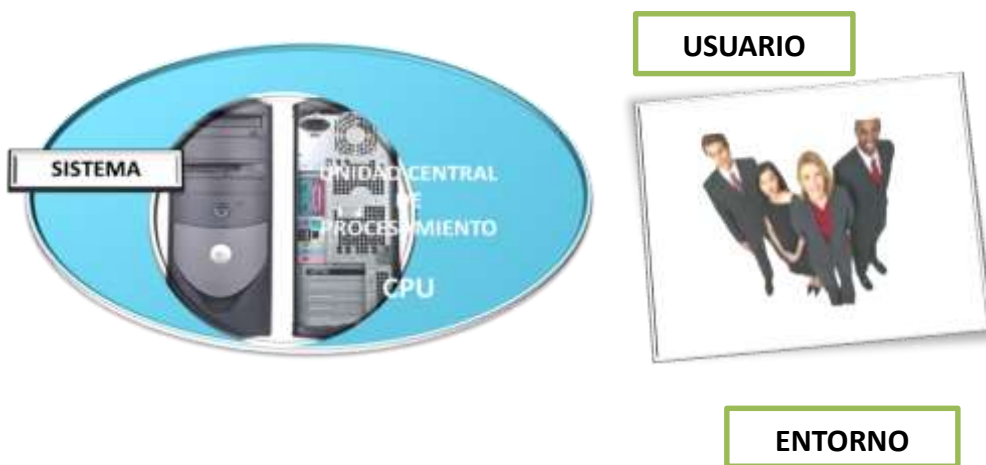 USUARIO
SISTEMA
UNIDAD CENTRAL
DE
PROCESAMIENTO
CPU
ENTORNO